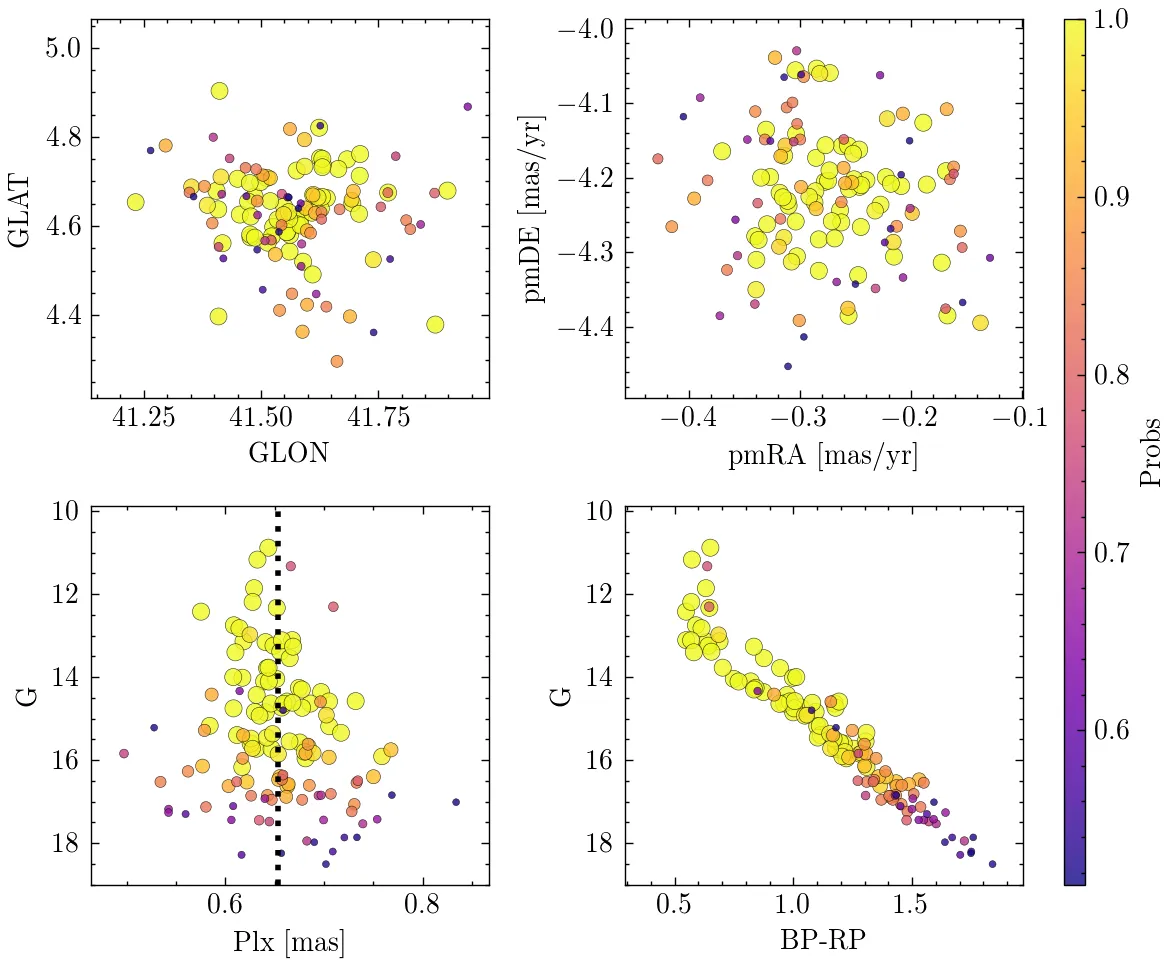 5.0
4.8
4.6
4.4
GLAT
41.25 41.50 41.75
GLON
−4.0
−4.1
−4.2
−4.3
−4.4
pmDE [mas/yr]
−0.4 −0.3 −0.2 −0.1
pmRA [mas/yr]
10
12
14
16
18
G
0.6 0.8
Plx [mas]
10
12
14
16
18
G
0.5 1.0 1.5
BP-RP
1.0
0.9
0.8
0.7
0.6
Probs